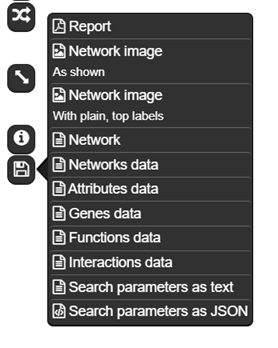 Report
Network image
As shown
Network image
With plain, top labels
Network
Networks data
Attributes data
Genes data
Functions data
Interactions data
Search parameters as text
Search parameters as JSON